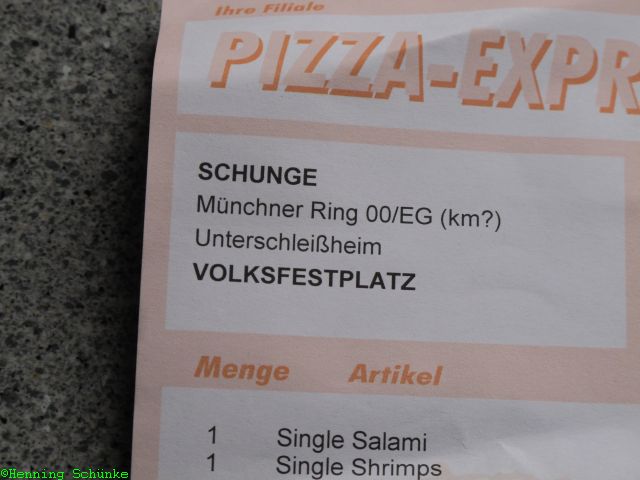 Ihre Filiale
PIZZA-EXPR
SCHUNGE
Münchner Ring 00/EG (km?)
Unterschleißheim
VOLKSFESTPLATZ
Menge Artikel
1 Single Salami
1 Single Shrimps
©Henning Schünke